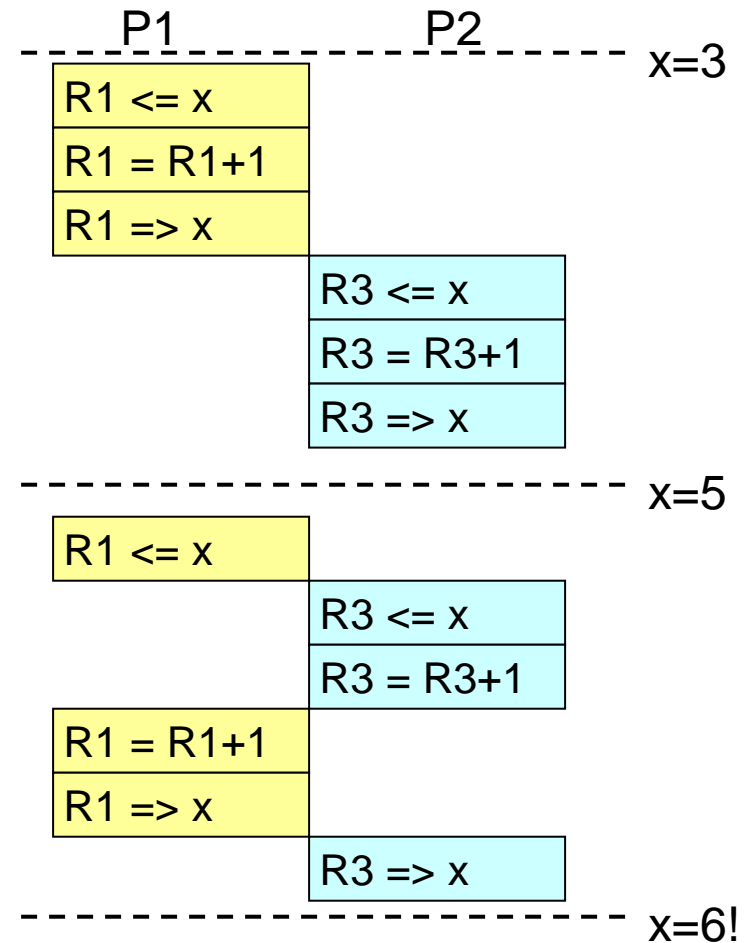 P1 P2
x=3
R1 <= x
R1 = R1+1
R1 => x
R3 <= x
R3 = R3+1
R3 => x
x=5
R1 <= x
R3 <= x
R3 = R3+1
R1 = R1+1
R1 => x
R3 => x
x=6!